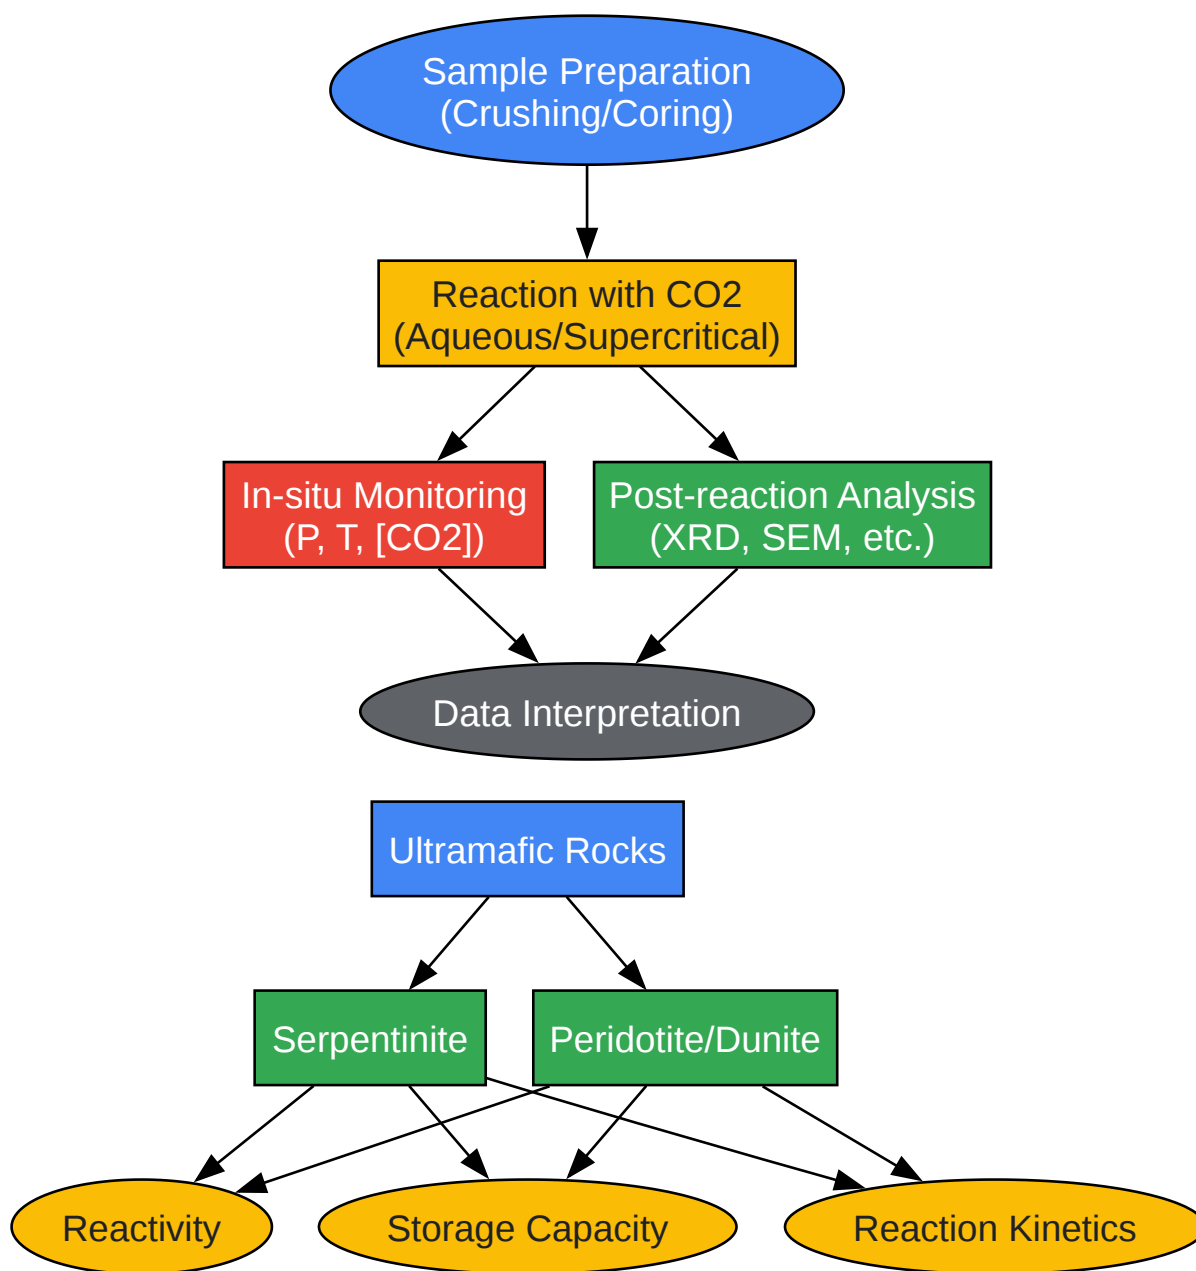 Sample Preparation
(Crushing/Coring)
Reaction with CO2
(Aqueous/Supercritical)
In-situ Monitoring
(P, T, [CO2])
Post-reaction Analysis
(XRD, SEM, etc.)
Data Interpretation
Ultramafic Rocks
Serpentinite
Peridotite/Dunite
Reactivity
Storage Capacity
Reaction Kinetics